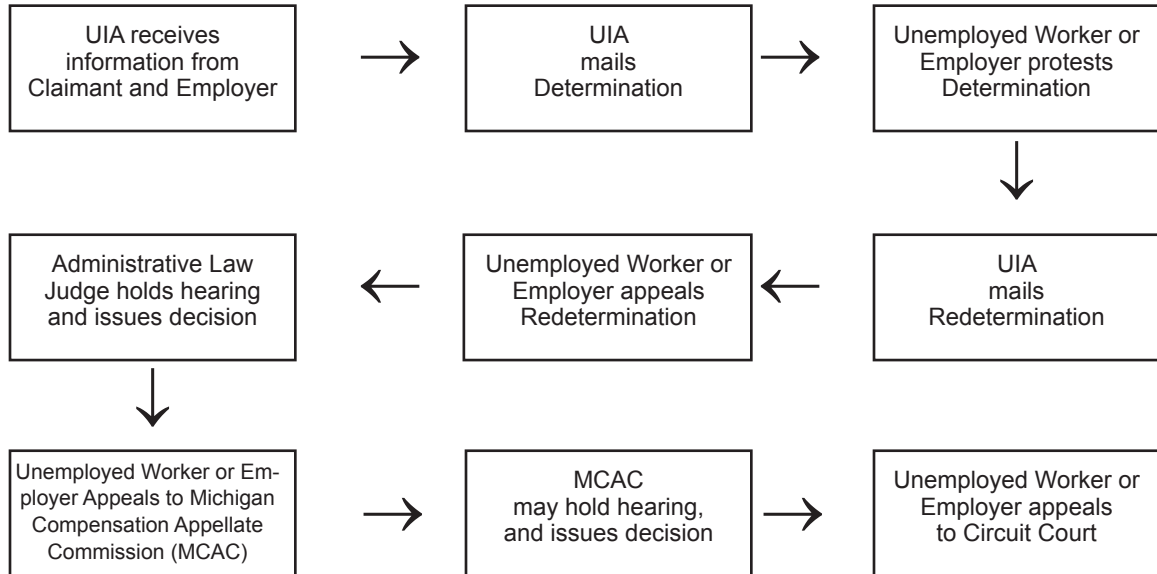 UIA receives
information from
Claimant and Employer
UIA
mails
Determination
Unemployed Worker or
Employer protests
Determination
UIA
mails
Redetermination
Unemployed Worker or
Employer appeals
Redetermination
Administrative Law
Judge holds hearing
and issues decision
Unemployed Worker or Em-
ployer Appeals to Michigan
Compensation Appellate
Commission (MCAC)
MCAC
may hold hearing,
and issues decision
Unemployed Worker or
Employer appeals
to Circuit Court